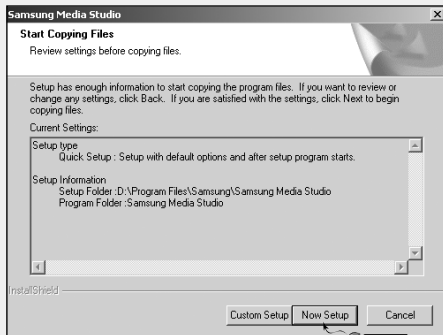 Samsung Media Studio
Start Copying Files
Review settings before copying files.
Setup has enough information to start copying the program files. If you want to review or
change any settings, click Back. If you are satisfied with the settings, click Next to begin
copying files.
Current Settings:
Setup type
Quick Setup : Setup with default options and after setup program starts.
Setup Information
Setup Folder :D:\Program Files\Samsung\Samsung Media Studio
Program Folder :Samsung Media Studio
InstallShield
Custom Setup Now Setup Cancel